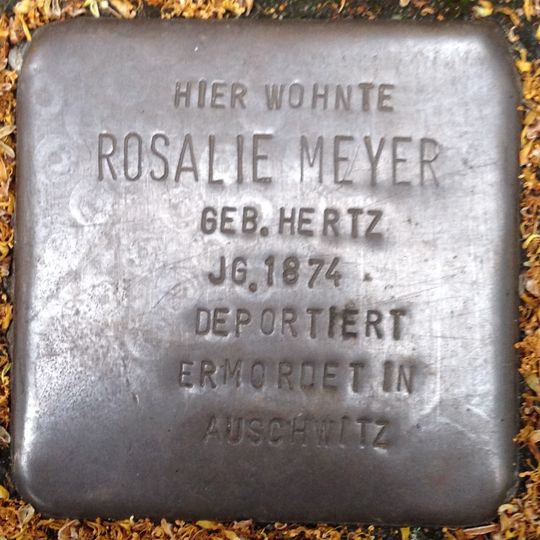 HIER WOHNTE
ROSALIE MEYER
GEB. HERTZ
JG. 1874
DEPORTIERT
ERMORDET IN
AUSCHWITZ